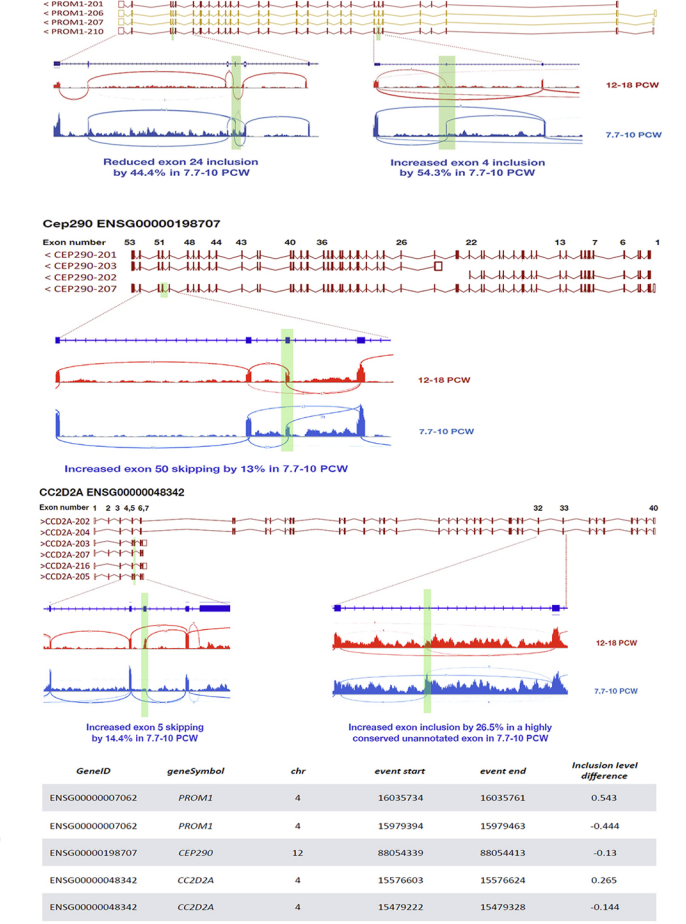 < PROM1-201
< PROM1-206
< PROM1-207
< PROM1-210
12-18 PCW
7.7-10 PCW
Reduced exon 24 inclusion
by 44.4% in 7.7-10 PCW
Increased exon 4 inclusion
by 54.3% in 7.7-10 PCW
Cep290 ENSG00000198707
Exon number 53 51 48 44 43 40 36 26 22 13 7 6 1
< CEP290-201
< CEP290-203
< CEP290-202
< CEP290-207
12-18 PCW
7.7-10 PCW
Increased exon 50 skipping by 13% in 7.7-10 PCW
CC2D2A ENSG00000048342
Exon number 1 2 3 4,5 6,7 32 33 40
>CCD2A-202
>CCD2A-204
>CCD2A-203
>CCD2A-207
>CCD2A-216
>CCD2A-205
12-18 PCW
7.7-10 PCW
Increased exon 5 skipping
by 14.4% in 7.7-10 PCW
Increased exon inclusion by 26.5% in a highly
conserved unannotated exon in 7.7-10 PCW
GeneID geneSymbol chr event start event end Inclusion level difference
ENSG00000007062 PROM1 4 16035734 16035761 0.543
ENSG00000007062 PROM1 4 15979394 15979463 -0.444
ENSG00000198707 CEP290 12 88054339 88054413 -0.13
ENSG00000048342 CC2D2A 4 15576603 15576624 0.265
ENSG00000048342 CC2D2A 4 15479222 15479328 -0.144